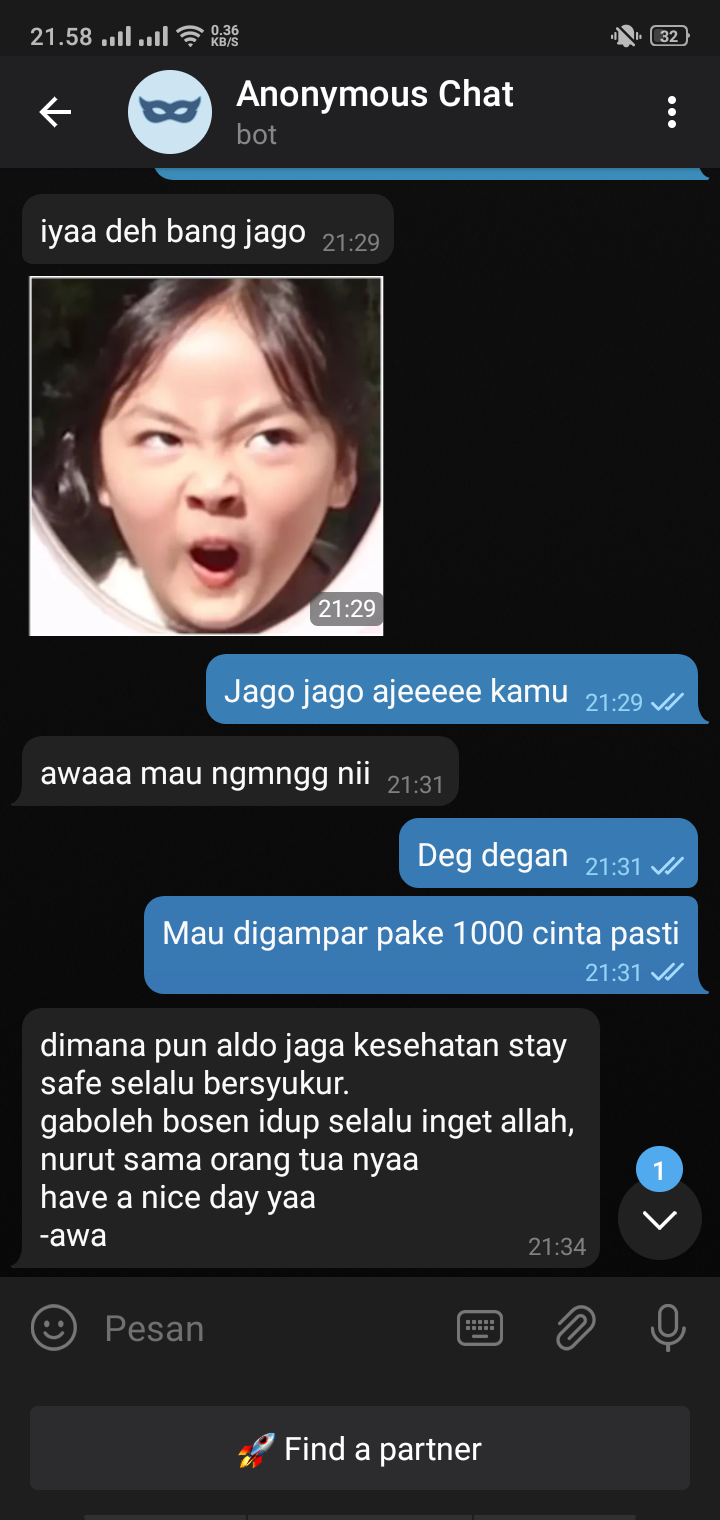 21.58
0.36
KB/S
32
Anonymous Chat
bot
iyaa deh bang jago 21:29
21:29
Jago jago ajeeeee kamu 21:29
awaaa mau ngmngg nii 21:31
Deg degan 21:31
Mau digampar pake 1000 cinta pasti
21:31
dimana pun aldo jaga kesehatan stay
safe selalu bersyukur.
gaboleh bosen idup selalu inget allah,
nurut sama orang tua nyaa
have a nice day yaa
-awa 21:34
1
Pesan
🚀 Find a partner